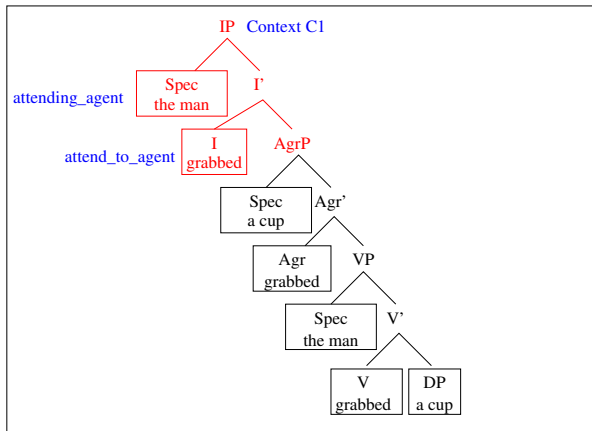 IP Context C1
Spec
the man
I'
attending_agent
I
grabbed
AgrP
attend_to_agent
Spec
a cup
Agr'
Agr
grabbed
VP
Spec
the man
V'
V
grabbed
DP
a cup